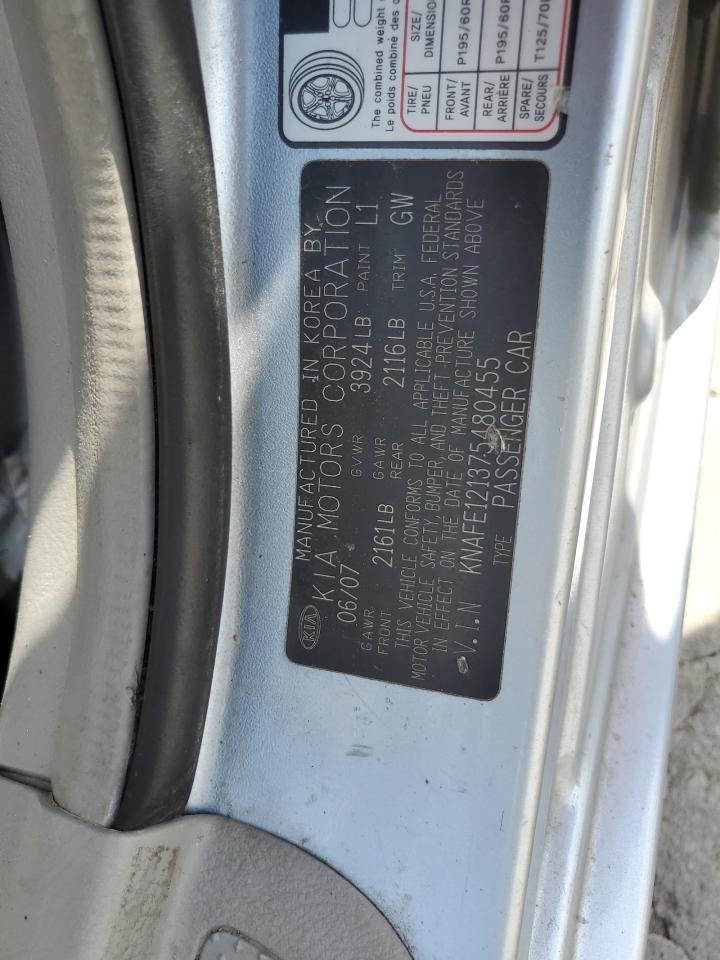 The combined weight
Le poids combiné des
TIRE/
PNEU
SIZE/
DIMENSION
FRONT/
AVANT
P195/60R
REAR/
ARRIÈRE
P195/60R
SPARE/
SECOURS
T125/70
KIA
MANUFACTURED IN KOREA BY
KIA MOTORS CORPORATION
06/07 GVWR 3924LB PAINT L1
GAWR FRONT 2161LB GAWR REAR 2116LB TRIM GW
THIS VEHICLE CONFORMS TO ALL APPLICABLE U.S.A. FEDERAL
MOTOR VEHICLE SAFETY, BUMPER, AND THEFT PREVENTION STANDARDS
IN EFFECT ON THE DATE OF MANUFACTURE SHOWN ABOVE
V.I.N KNAFE121375480455
TYPE PASSENGER CAR